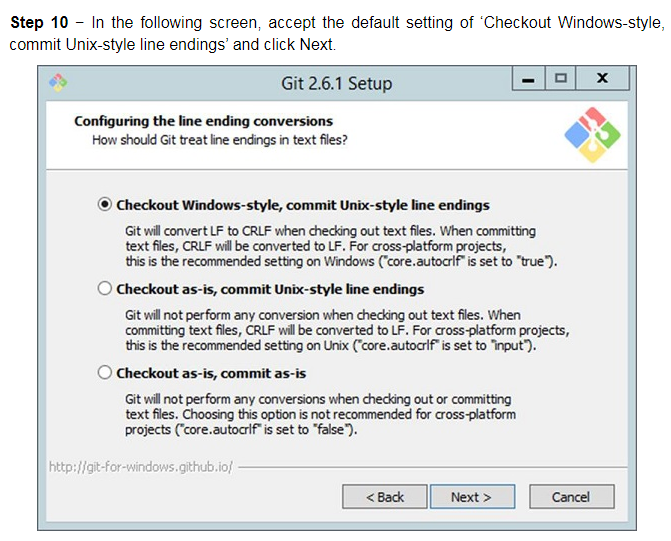 Step 10 − In the following screen, accept the default setting of ‘Checkout Windows-style,
commit Unix-style line endings’ and click Next.
Git 2.6.1 Setup
Configuring the line ending conversions
How should Git treat line endings in text files?
Checkout Windows-style, commit Unix-style line endings
Git will convert LF to CRLF when checking out text files. When committing
text files, CRLF will be converted to LF. For cross-platform projects,
this is the recommended setting on Windows ("core.autocrlf" is set to "true").
Checkout as-is, commit Unix-style line endings
Git will not perform any conversion when checking out text files. When
committing text files, CRLF will be converted to LF. For cross-platform projects,
this is the recommended setting on Unix ("core.autocrlf" is set to "input").
Checkout as-is, commit as-is
Git will not perform any conversions when checking out or committing
text files. Choosing this option is not recommended for cross-platform
projects ("core.autocrlf" is set to "false").
http://git-for-windows.github.io/
< Back
Next >
Cancel